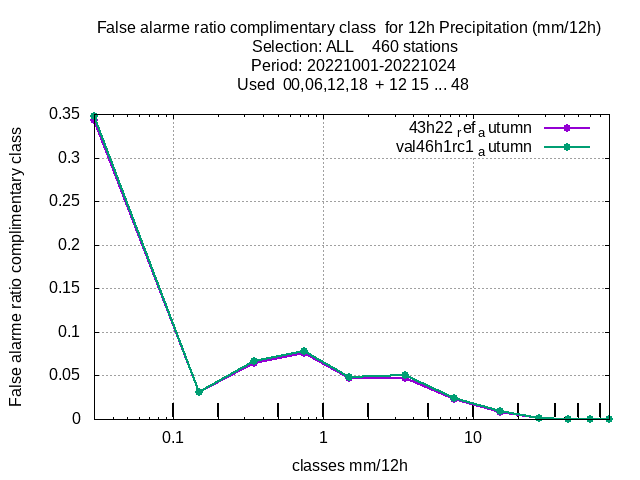 False alarme ratio complimentary class  for 12h Precipitation (mm/12h)
Selection: ALL    460 stations
Period: 20221001-20221024
Used  00,06,12,18  + 12 15 ... 48
43h22_ref_autumn
val46h1rc1_autumn
False alarme ratio complimentary class
0.35
0.3
0.25
0.2
0.15
0.1
0.05
0
0.1 1 10
classes mm/12h